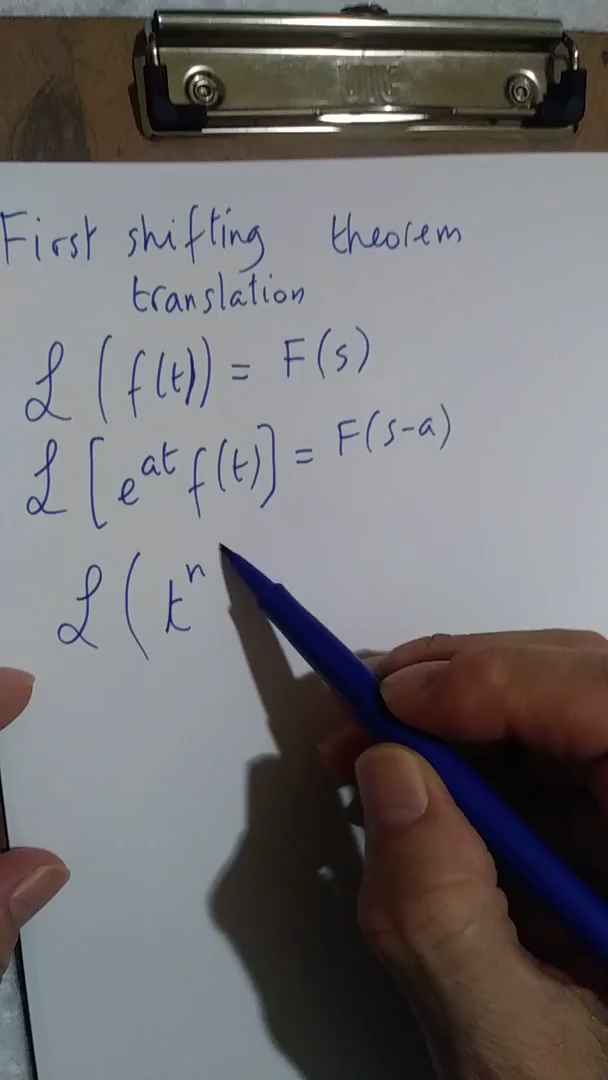 First shifting theorem
translation
ℒ (f(t)) = F(s)
ℒ [e^{at} f(t)] = F(s-a)
ℒ (t^n